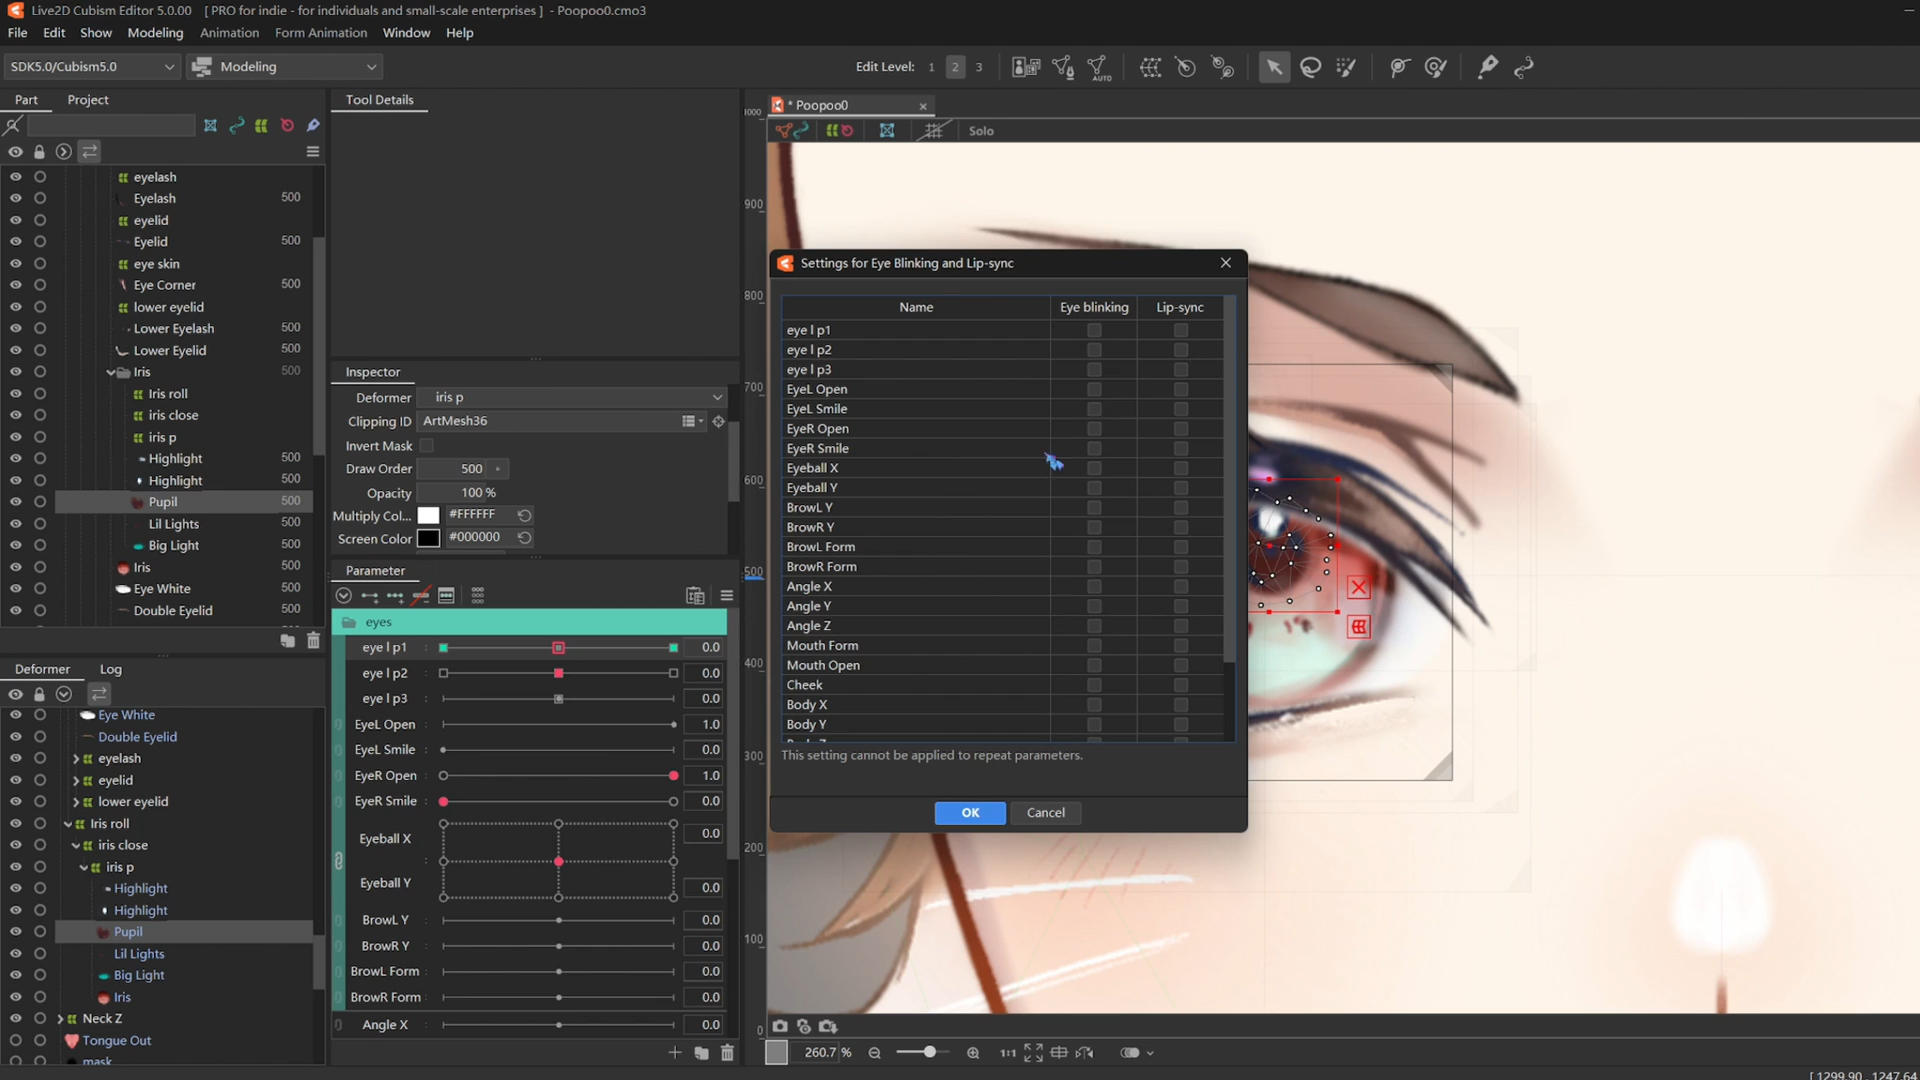 Live2D Cubism Editor 5.0.00 [ PRO for indie - for individuals and small-scale enterprises ] - Poopoo0.cmo3
File Edit Show Modeling Animation Form Animation Window Help
SDK5.0/Cubism5.0 Modeling Edit Level: 1 2 3 AUTO
Part Project
Tool Details
* Poopoo0
Solo
eyelash
Eyelash 500
eyelid
Eyelid 500
eye skin
Eye Corner 500
lower eyelid
Lower Eyelash 500
Lower Eyelid 500
Iris 500
Iris roll
iris close
iris p
Highlight 500
Highlight 500
Pupil 500
Lil Lights 500
Big Light 500
Iris 500
Eye White 500
Double Eyelid 500
Deformer Log
Eye White
Double Eyelid
eyelash
eyelid
lower eyelid
Iris roll
iris close
iris p
Highlight
Highlight
Pupil
Lil Lights
Big Light
Iris
Neck Z
Tongue Out
mask
Inspector
Deformer iris p
Clipping ID ArtMesh36
Invert Mask
Draw Order 500
Opacity 100 %
Multiply Col... #FFFFFF
Screen Color #000000
Parameter
eyes
eye l p1 : 0.0
eye l p2 : 0.0
eye l p3 : 0.0
EyeL Open : 1.0
EyeL Smile : 0.0
EyeR Open : 1.0
EyeR Smile : 0.0
Eyeball X 0.0
Eyeball Y 0.0
BrowL Y : 0.0
BrowR Y : 0.0
BrowL Form : 0.0
BrowR Form : 0.0
Angle X : 0.0
900
800
700
600
500
400
300
200
100
0
Settings for Eye Blinking and Lip-sync
Name Eye blinking Lip-sync
eye l p1
eye l p2
eye l p3
EyeL Open
EyeL Smile
EyeR Open
EyeR Smile
Eyeball X
Eyeball Y
BrowL Y
BrowR Y
BrowL Form
BrowR Form
Angle X
Angle Y
Angle Z
Mouth Form
Mouth Open
Cheek
Body X
Body Y
This setting cannot be applied to repeat parameters.
OK Cancel
260.7 % 1:1
[ 1299.90 , 1247.64